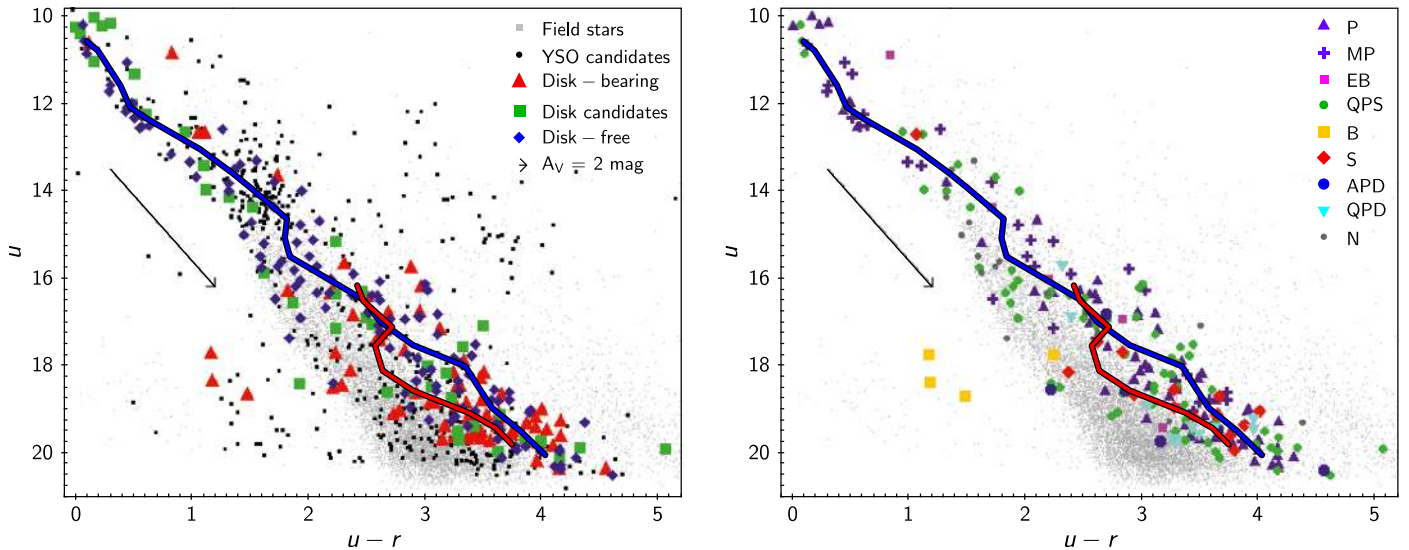 10
12
14
16
18
20
u
0
1
2
3
4
5
u − r
Field stars
YSO candidates
Disk − bearing
Disk candidates
Disk − free
A_V = 2 mag
10
12
14
16
18
20
u
0
1
2
3
4
5
u − r
P
MP
EB
QPS
B
S
APD
QPD
N